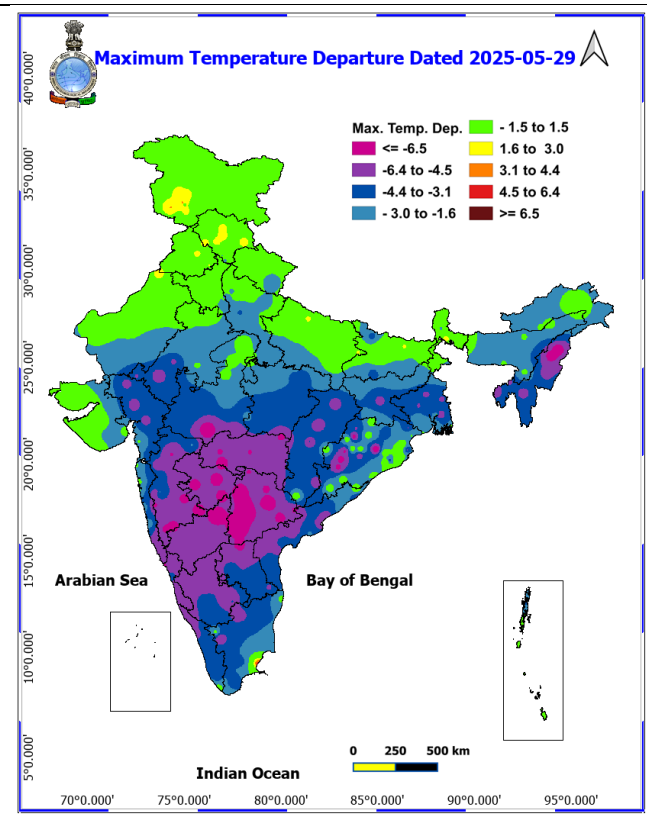 Maximum Temperature Departure Dated 2025-05-29
40°0.000'
35°0.000'
30°0.000'
25°0.000'
20°0.000'
15°0.000'
10°0.000'
5°0.000'
Max. Temp. Dep.
<= -6.5
-6.4 to -4.5
-4.4 to -3.1
- 3.0 to -1.6
- 1.5 to 1.5
1.6 to 3.0
3.1 to 4.4
4.5 to 6.4
>= 6.5
Arabian Sea
Bay of Bengal
Indian Ocean
0 250 500 km
70°0.000' 75°0.000' 80°0.000' 85°0.000' 90°0.000' 95°0.000'